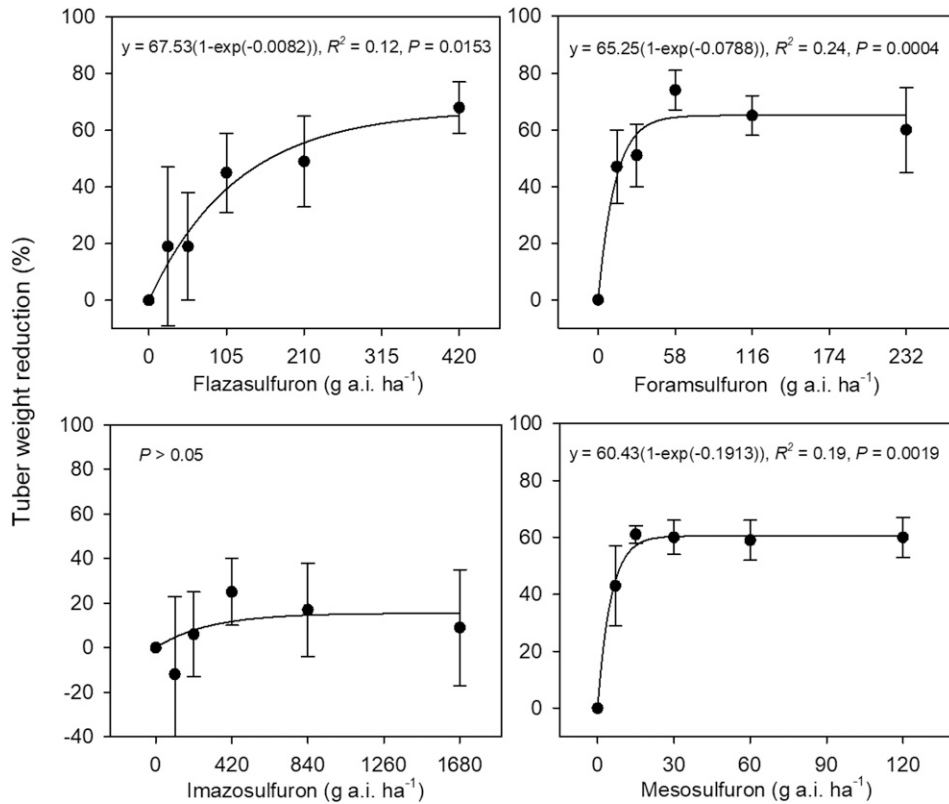 Tuber weight reduction (%)
y = 67.53(1-exp(-0.0082)), R² = 0.12, P = 0.0153
100
80
60
40
20
0
0 105 210 315 420
Flazasulfuron (g a.i. ha⁻¹)
y = 65.25(1-exp(-0.0788)), R² = 0.24, P = 0.0004
100
80
60
40
20
0
0 58 116 174 232
Foramsulfuron (g a.i. ha⁻¹)
P > 0.05
100
80
60
40
20
0
-20
-40
0 420 840 1260 1680
Imazosulfuron (g a.i. ha⁻¹)
y = 60.43(1-exp(-0.1913)), R² = 0.19, P = 0.0019
100
80
60
40
20
0
0 30 60 90 120
Mesosulfuron (g a.i. ha⁻¹)